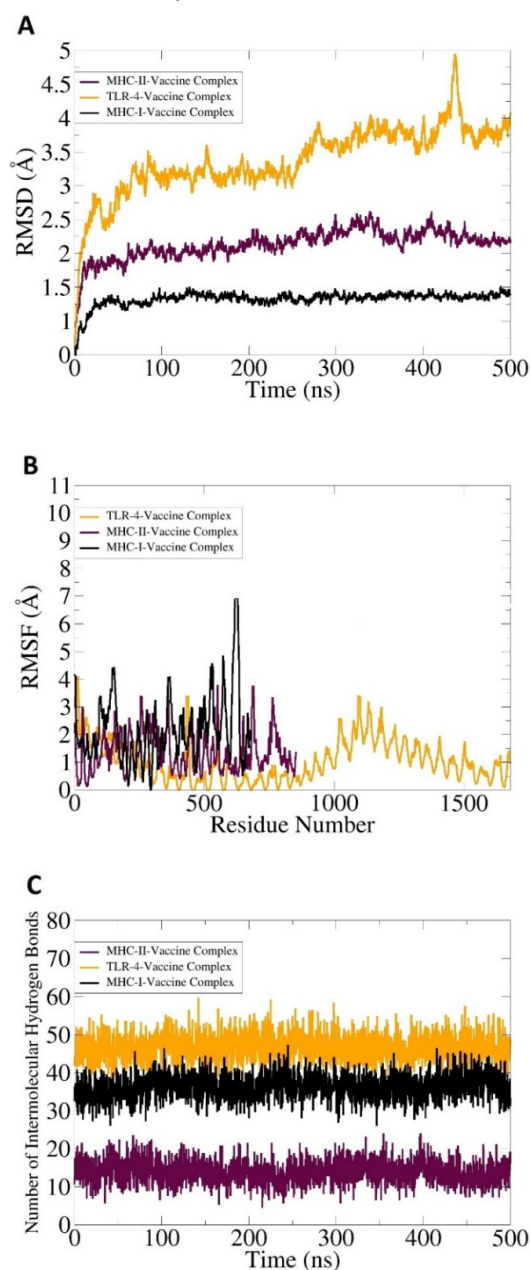 A
5
4.5
4
3.5
3
2.5
2
1.5
1
0
RMSD (Å)
MHC-II-Vaccine Complex
TLR-4-Vaccine Complex
MHC-I-Vaccine Complex
0 100 200 300 400 500
Time (ns)
B
11
10
9
8
7
6
5
4
3
2
1
0
RMSF (Å)
TLR-4-Vaccine Complex
MHC-II-Vaccine Complex
MHC-I-Vaccine Complex
0 500 1000 1500
Residue Number
C
80
70
60
50
40
30
20
10
0
Number of Intermolecular Hydrogen Bonds
MHC-II-Vaccine Complex
TLR-4-Vaccine Complex
MHC-I-Vaccine Complex
0 100 200 300 400 500
Time (ns)